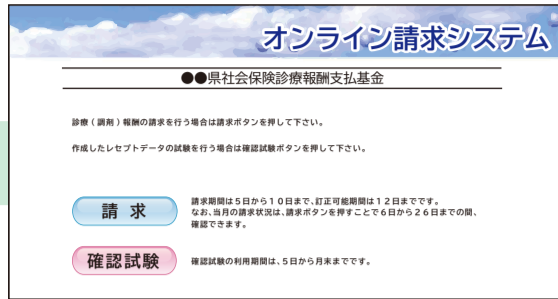 オンライン請求システム
●●県社会保険診療報酬支払基金
診療(調剤)報酬の請求を行う場合は請求ボタンを押して下さい。
作成したレセプトデータの試験を行う場合は確認試験ボタンを押して下さい。
請 求
請求期間は5日から10日まで、訂正可能期間は12日までです。
なお、当月の請求状況は、請求ボタンを押すことで6日から26日までの間、
確認できます。
確認試験
確認試験の利用期間は、5日から月末までです。